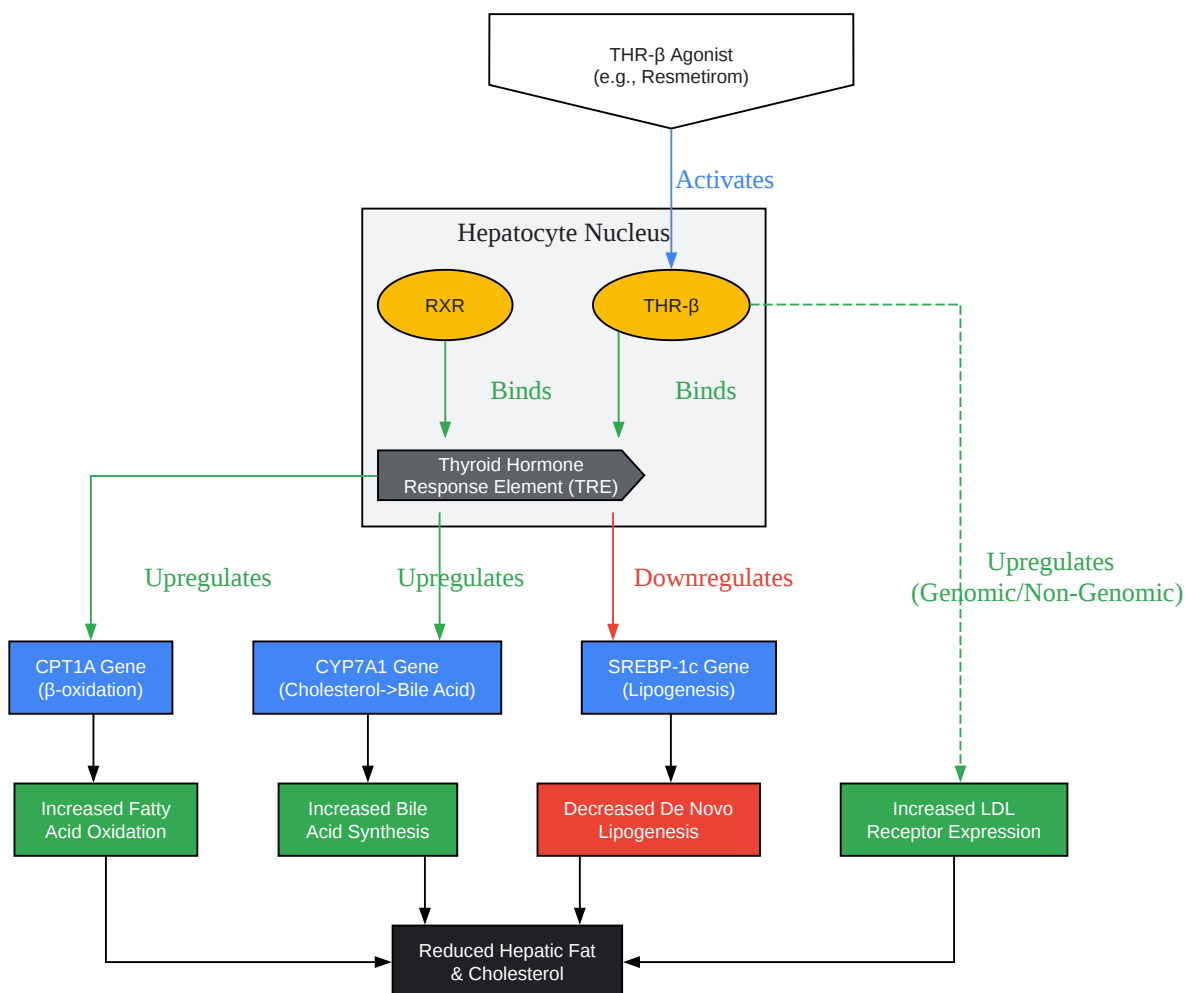 THR-β Agonist
(e.g., Resmetirom)
Activates
Hepatocyte Nucleus
RXR
THR-β
Binds
Binds
Thyroid Hormone
Response Element (TRE)
Upregulates
Upregulates
Downregulates
Upregulates
(Genomic/Non-Genomic)
CPT1A Gene
(β-oxidation)
CYP7A1 Gene
(Cholesterol->Bile Acid)
SREBP-1c Gene
(Lipogenesis)
Increased Fatty
Acid Oxidation
Increased Bile
Acid Synthesis
Decreased De Novo
Lipogenesis
Increased LDL
Receptor Expression
Reduced Hepatic Fat
& Cholesterol